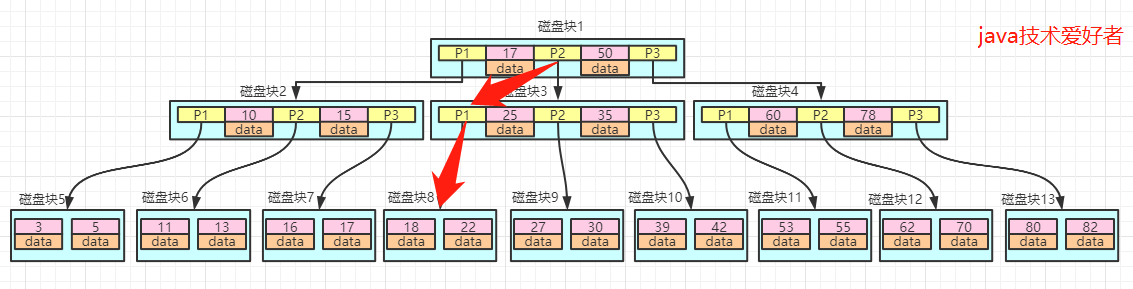 java技术爱好者
磁盘块1
P1 17 P2 50 P3
data data
磁盘块2 磁盘块3 磁盘块4
P1 10 P2 15 P3 P1 25 P2 35 P3 P1 60 P2 78 P3
data data data data data data
磁盘块5 磁盘块6 磁盘块7 磁盘块8 磁盘块9 磁盘块10 磁盘块11 磁盘块12 磁盘块13
3 5 11 13 16 17 18 22 27 30 39 42 53 55 62 70 80 82
data data data data data data data data data data data data data data data data data data